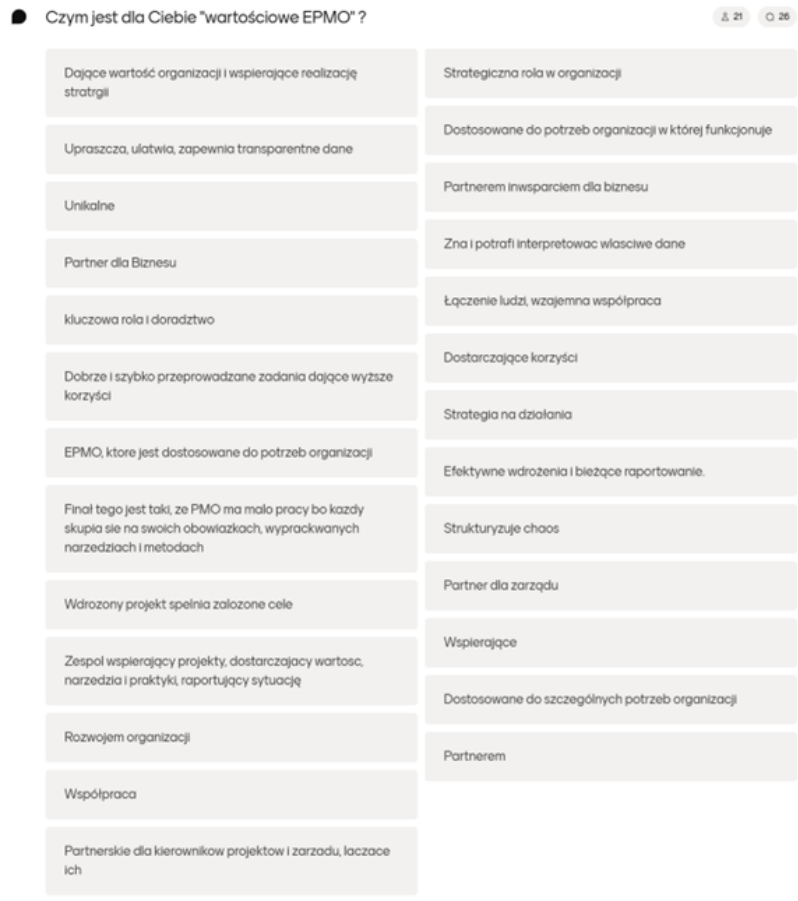 Czym jest dla Ciebie "wartościowe EPMO" ?
21
26
Dające wartość organizacji i wspierające realizację
stratrgii
Upraszcza, ulatwia, zapewnia transparentne dane
Unikalne
Partner dla Biznesu
kluczowa rola i doradztwo
Dobrze i szybko przeprowadzane zadania dające wyższe
korzyści
EPMO, ktore jest dostosowane do potrzeb organizacji
Finał tego jest taki, ze PMO ma malo pracy bo kazdy
skupia sie na swoich obowiazkach, wyprackwanych
narzedziach i metodach
Wdrozony projekt spelnia zalozone cele
Zespol wspierający projekty, dostarczajacy wartosc,
narzedzia i praktyki, raportujący sytuację
Rozwojem organizacji
Współpraca
Partnerskie dla kierownikow projektow i zarzadu, laczace
ich
Strategiczna rola w organizacji
Dostosowane do potrzeb organizacji w której funkcjonuje
Partnerem inwsparciem dla biznesu
Zna i potrafi interpretowac wlasciwe dane
Łączenie ludzi, wzajemna współpraca
Dostarczające korzyści
Strategia na działania
Efektywne wdrożenia i bieżące raportowanie.
Strukturyzuje chaos
Partner dla zarządu
Wspierające
Dostosowane do szczególnych potrzeb organizacji
Partnerem